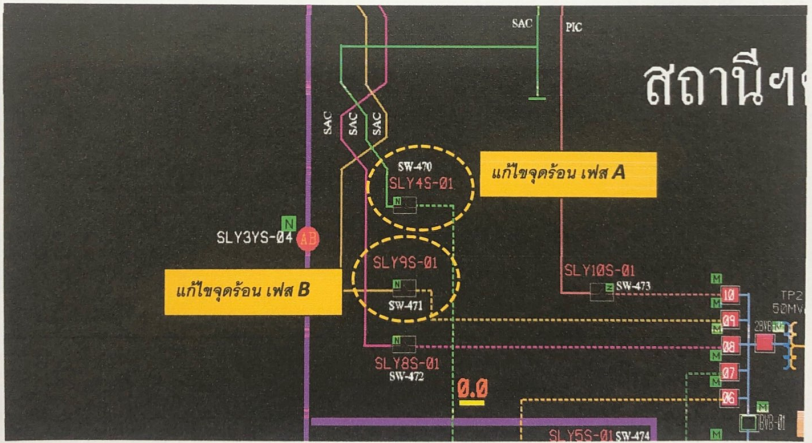 SAC
PIC
สถานีฯ
SAC
SAC
SAC
SW-470
SLY4S-01
แก้ไขจุดร้อน เฟส A
N
N
SLY3YS-04
AB
SLY9S-01
N
SW-471
แก้ไขจุดร้อน เฟส B
SLY10S-01
SW-473
M
10
TP2
50MV
M
09
M
08
N
SLY8S-01
SW-472
M
07
M
06
0.0
M
BVB-01
SLY5S-01 SW-474
M